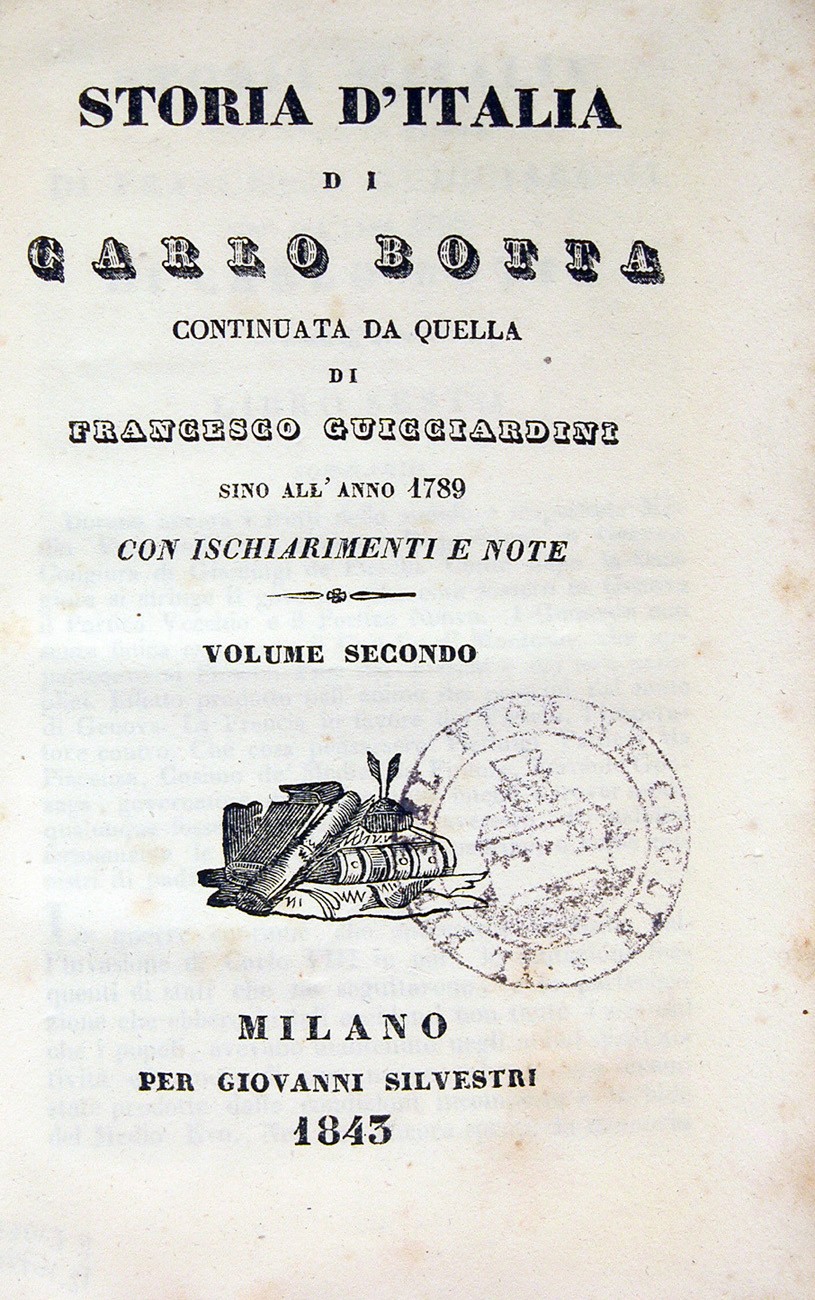 STORIA D'ITALIA
DI
CARLO BOTTA
CONTINUATA DA QUELLA
DI
FRANCESCO GUICCIARDINI
SINO ALL'ANNO 1789
CON ISCHIARIMENTI E NOTE
VOLUME SECONDO
MILANO
PER GIOVANNI SILVESTRI
1843